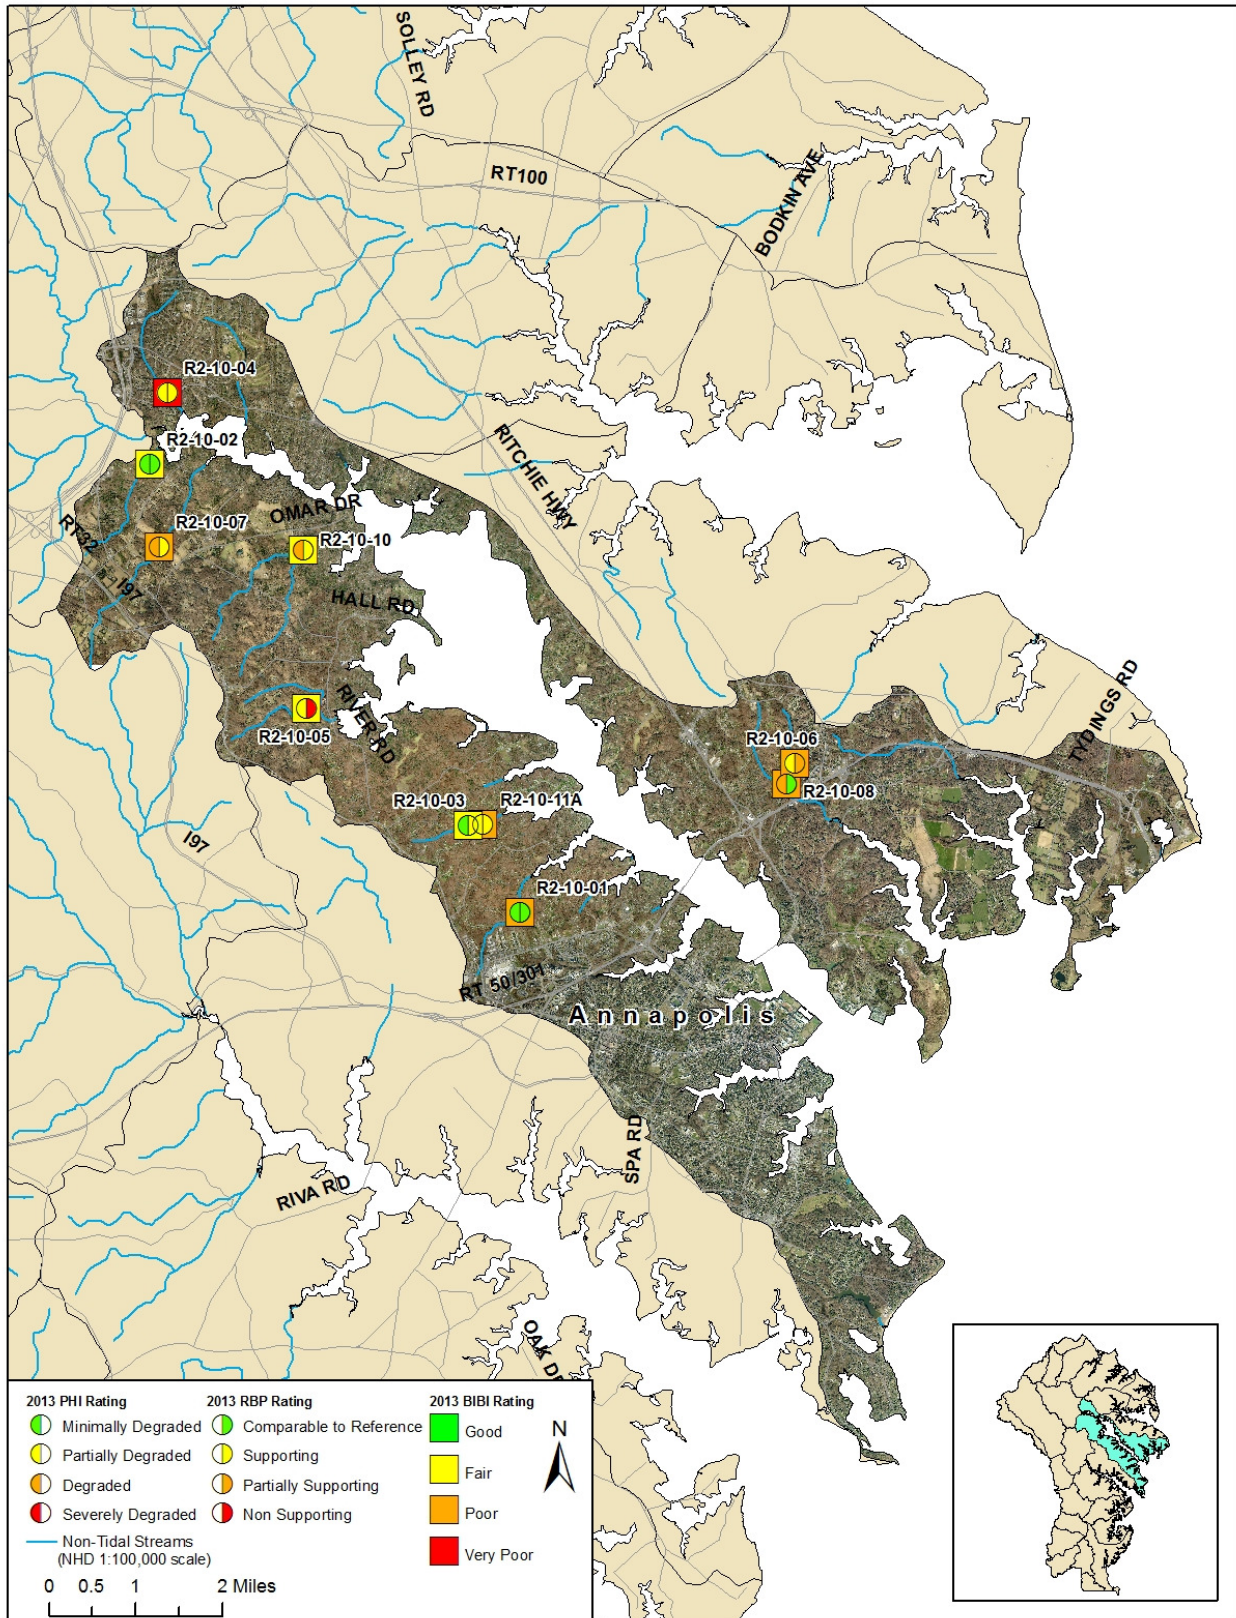 SOLLEY RD
RT100
BODKIN AVE
R2-10-04
R2-10-02
RITCHIE HWY
OMAR DR
R2-10-07
R2-10-10
RT 32
I97
HALL RD
RIVER RD
R2-10-05
TYDINGS RD
R2-10-06
R2-10-08
R2-10-03
R2-10-11A
I97
R2-10-01
RT 50/301
Annapolis
SPA RD
RIVA RD
OAK DR
2013 PHI Rating
Minimally Degraded
Partially Degraded
Degraded
Severely Degraded
Non-Tidal Streams
(NHD 1:100,000 scale)
0 0.5 1 2 Miles
2013 RBP Rating
Comparable to Reference
Supporting
Partially Supporting
Non Supporting
2013 BIBI Rating
Good
Fair
Poor
Very Poor
N